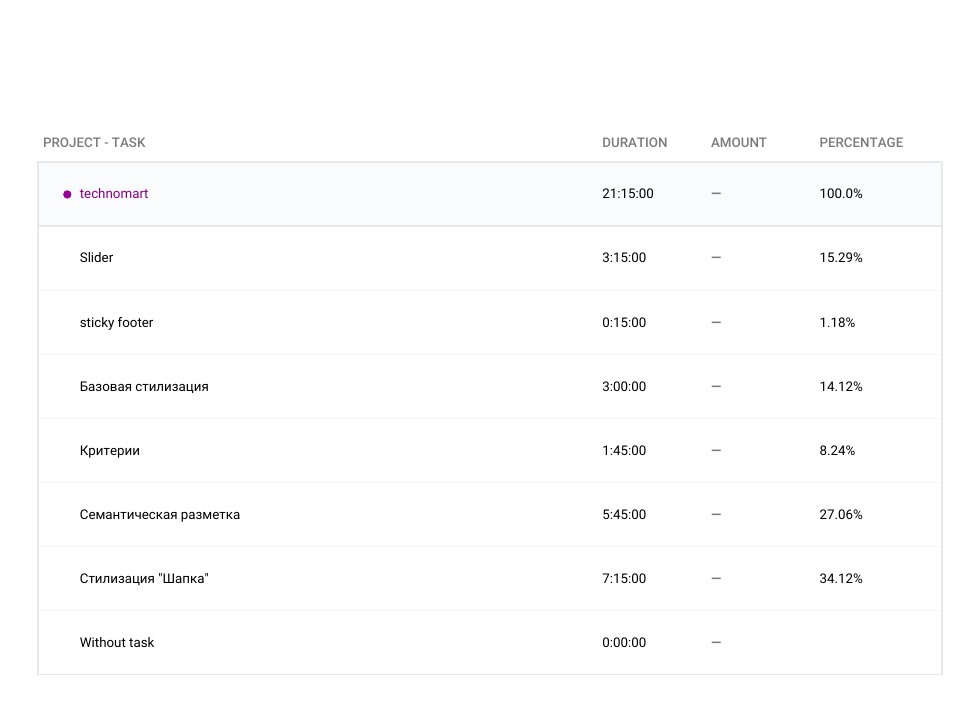 PROJECT - TASK DURATION AMOUNT PERCENTAGE
technomart 21:15:00 — 100.0%
Slider 3:15:00 — 15.29%
sticky footer 0:15:00 — 1.18%
Базовая стилизация 3:00:00 — 14.12%
Критерии 1:45:00 — 8.24%
Семантическая разметка 5:45:00 — 27.06%
Стилизация "Шапка" 7:15:00 — 34.12%
Without task 0:00:00 —